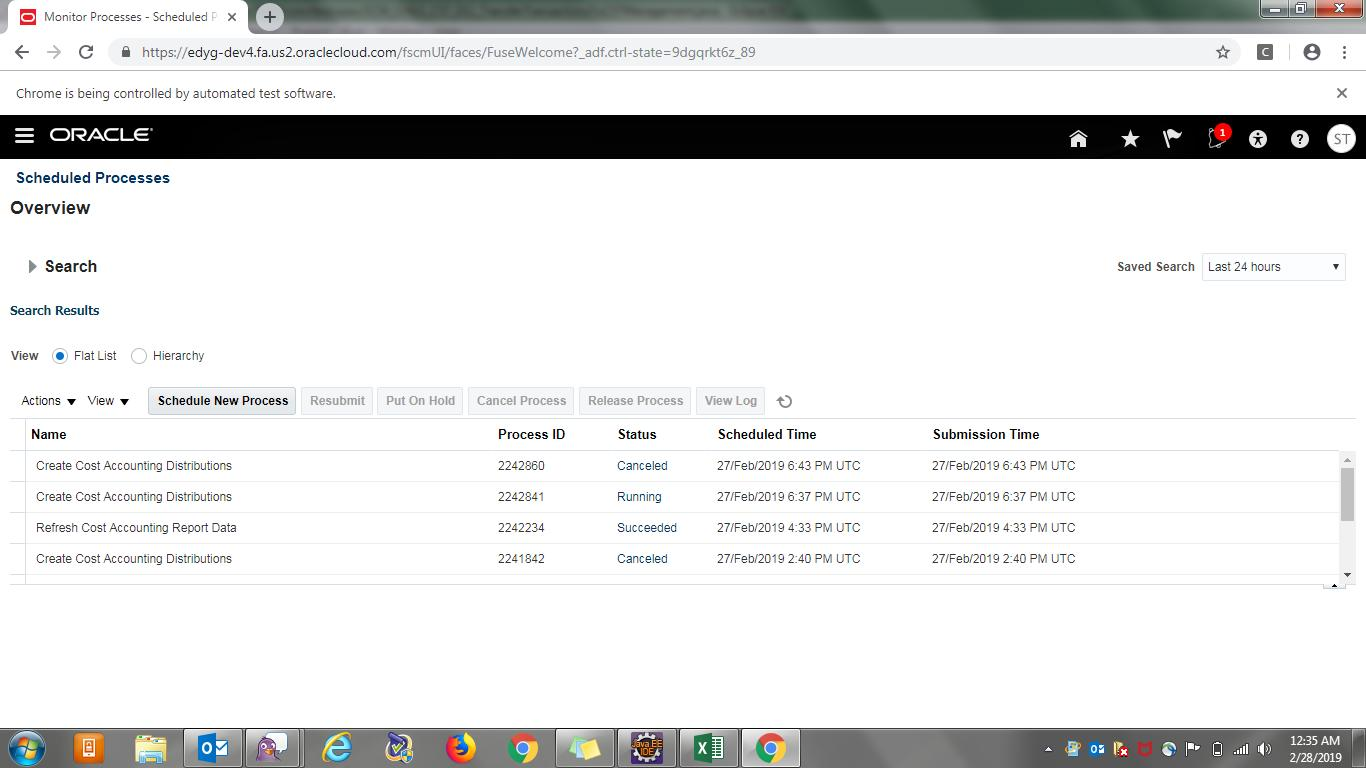 Monitor Processes - Scheduled P
https://edyg-dev4.fa.us2.oraclecloud.com/fscmUI/faces/FuseWelcome?_adf.ctrl-state=9dgqrkt6z_89
C
Chrome is being controlled by automated test software.
ORACLE
1
?
ST
Scheduled Processes
Overview
Search
Saved Search Last 24 hours
Search Results
View Flat List Hierarchy
Actions View Schedule New Process Resubmit Put On Hold Cancel Process Release Process View Log
Name Process ID Status Scheduled Time Submission Time
Create Cost Accounting Distributions 2242860 Canceled 27/Feb/2019 6:43 PM UTC 27/Feb/2019 6:43 PM UTC
Create Cost Accounting Distributions 2242841 Running 27/Feb/2019 6:37 PM UTC 27/Feb/2019 6:37 PM UTC
Refresh Cost Accounting Report Data 2242234 Succeeded 27/Feb/2019 4:33 PM UTC 27/Feb/2019 4:33 PM UTC
Create Cost Accounting Distributions 2241842 Canceled 27/Feb/2019 2:40 PM UTC 27/Feb/2019 2:40 PM UTC
Java EE
IDE
12:35 AM
2/28/2019